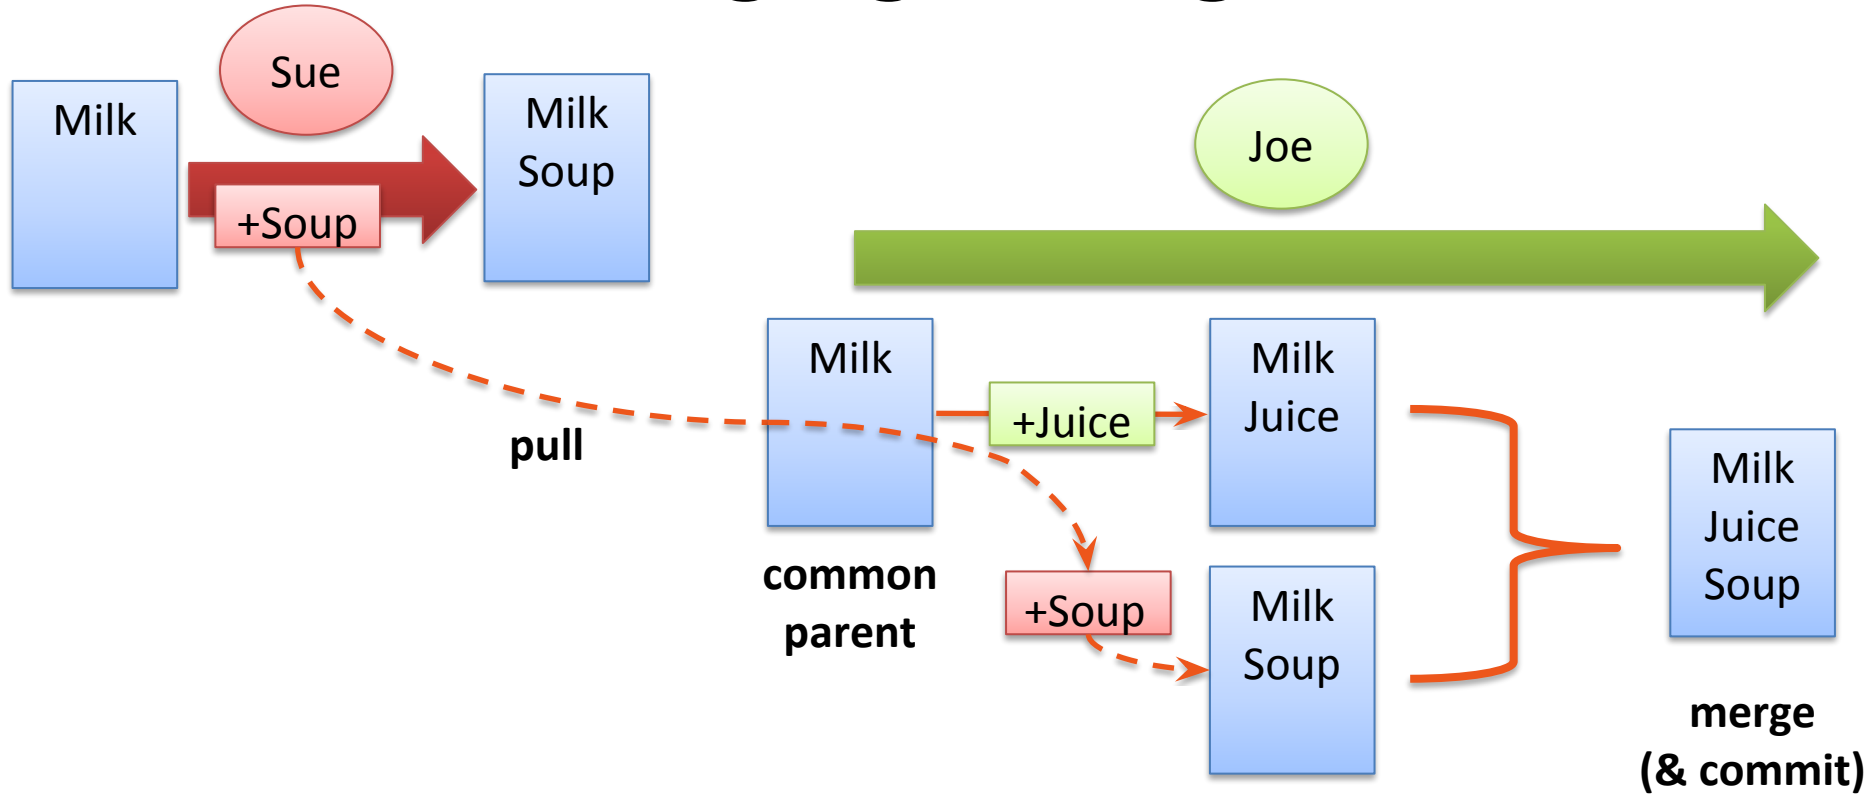 Sue
Milk
+Soup
Milk
Soup
Joe
pull
Milk
common
parent
+Juice
Milk
Juice
+Soup
Milk
Soup
Milk
Juice
Soup
merge
(& commit)